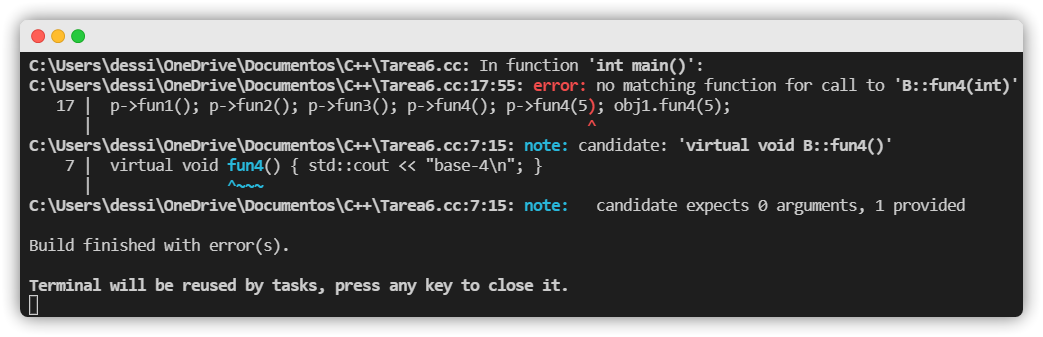 C:\Users\dessi\OneDrive\Documentos\C++\Tarea6.cc: In function 'int main()':
C:\Users\dessi\OneDrive\Documentos\C++\Tarea6.cc:17:55: error: no matching function for call to 'B::fun4(int)'
   17 |  p->fun1(); p->fun2(); p->fun3(); p->fun4(); p->fun4(5); obj1.fun4(5);
      |                                                       ^
C:\Users\dessi\OneDrive\Documentos\C++\Tarea6.cc:7:15: note: candidate: 'virtual void B::fun4()'
    7 |  virtual void fun4() { std::cout << "base-4\n"; }
      |               ^~~~
C:\Users\dessi\OneDrive\Documentos\C++\Tarea6.cc:7:15: note:   candidate expects 0 arguments, 1 provided
Build finished with error(s).
Terminal will be reused by tasks, press any key to close it.